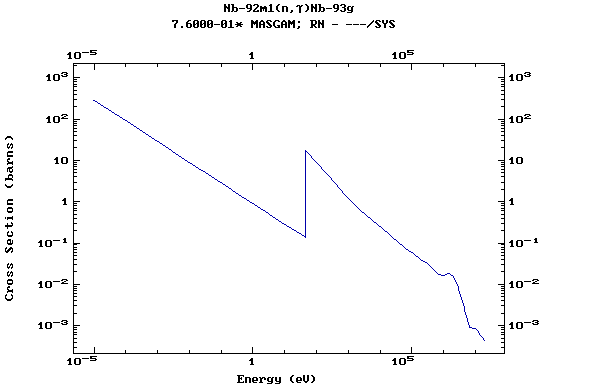 Nb-92m1(n,γ)Nb-93g
7.6000-01* MASGAM; RN - ---/SYS
10⁻⁵ 1 10⁵
10³ 10³
10² 10²
10 10
1 1
10⁻¹ 10⁻¹
10⁻² 10⁻²
10⁻³ 10⁻³
10⁻⁵ 1 10⁵
Cross Section (barns)
Energy (eV)